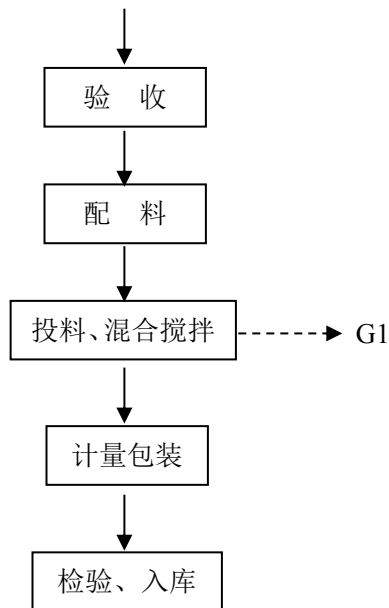 验 收
配 料
投料、混合搅拌
G1
计量包装
检验、入库